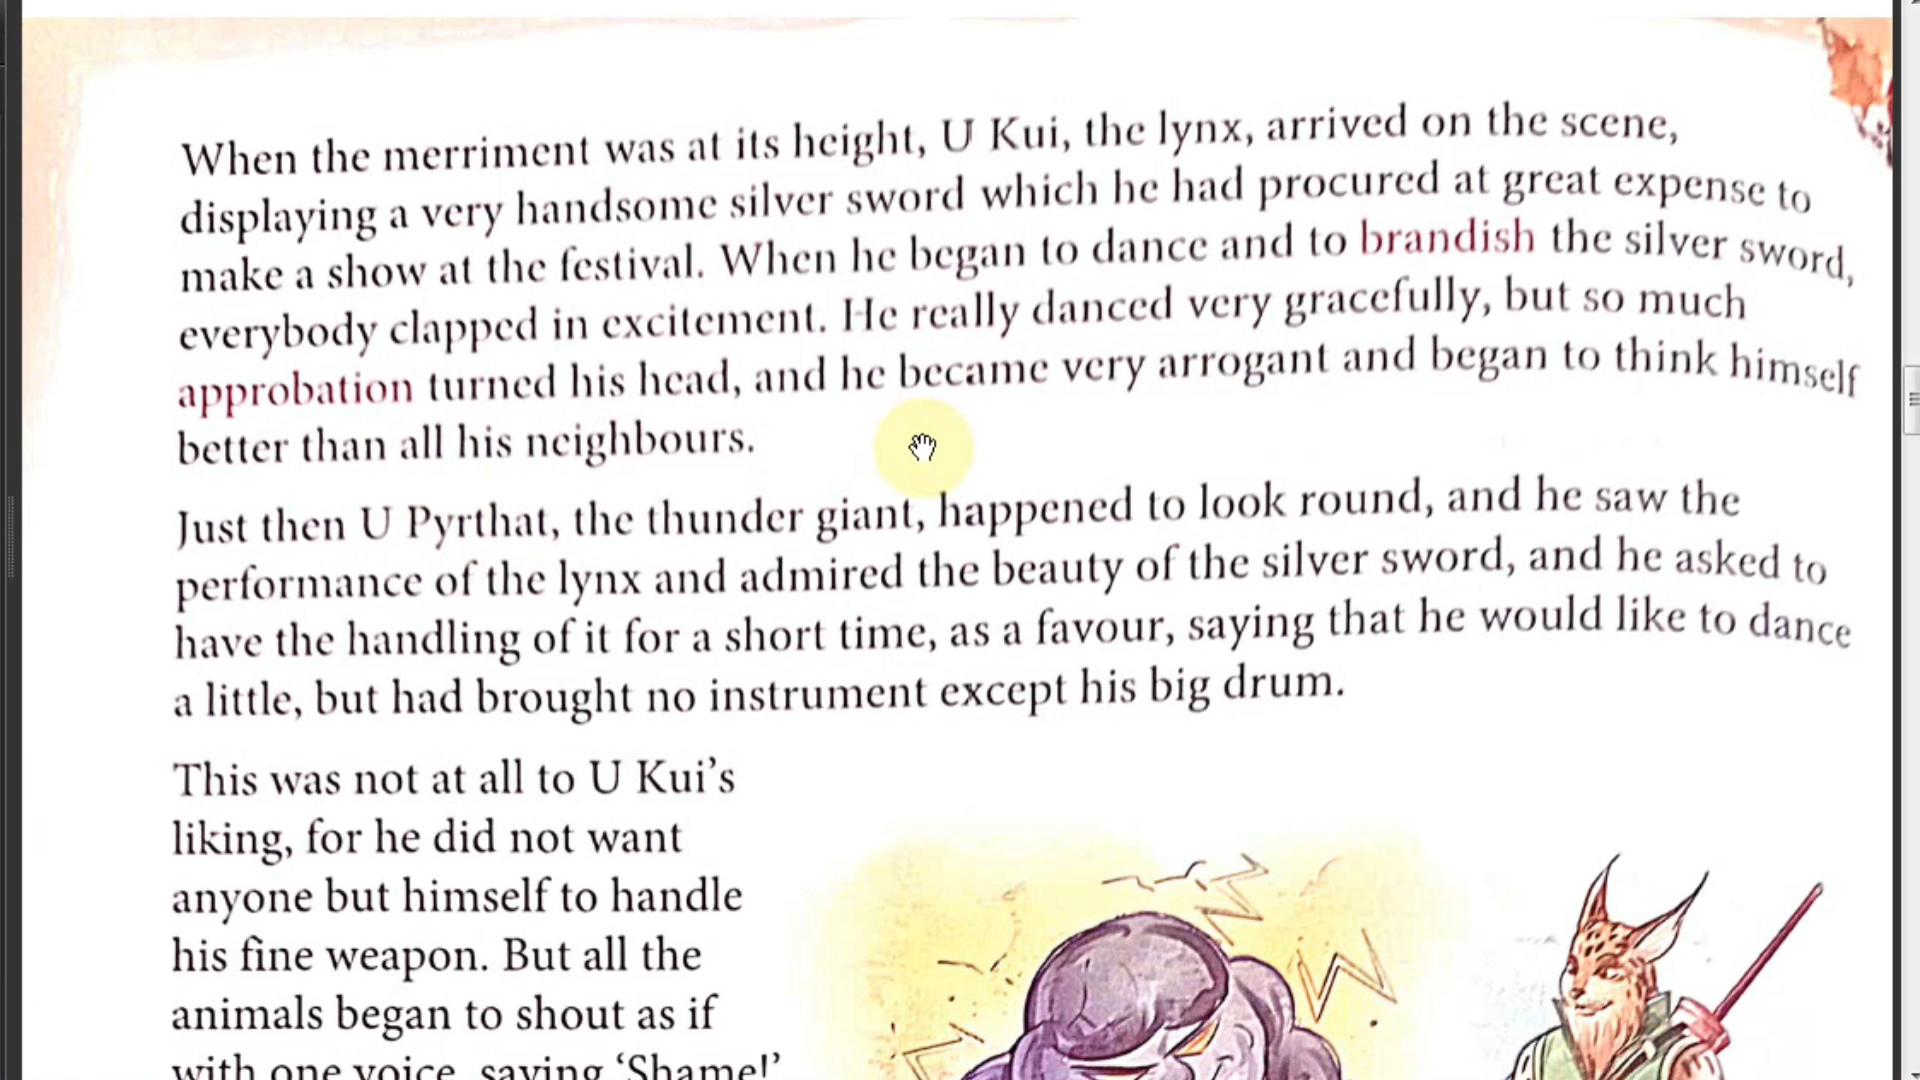 When the merriment was at its height, U Kui, the lynx, arrived on the scene,
displaying a very handsome silver sword which he had procured at great expense to
make a show at the festival. When he began to dance and to brandish the silver sword,
everybody clapped in excitement. He really danced very gracefully, but so much
approbation turned his head, and he became very arrogant and began to think himself
better than all his neighbours.
Just then U Pyrthat, the thunder giant, happened to look round, and he saw the
performance of the lynx and admired the beauty of the silver sword, and he asked to
have the handling of it for a short time, as a favour, saying that he would like to dance
a little, but had brought no instrument except his big drum.
This was not at all to U Kui’s
liking, for he did not want
anyone but himself to handle
his fine weapon. But all the
animals began to shout as if
with one voice, saying ‘Shame!’